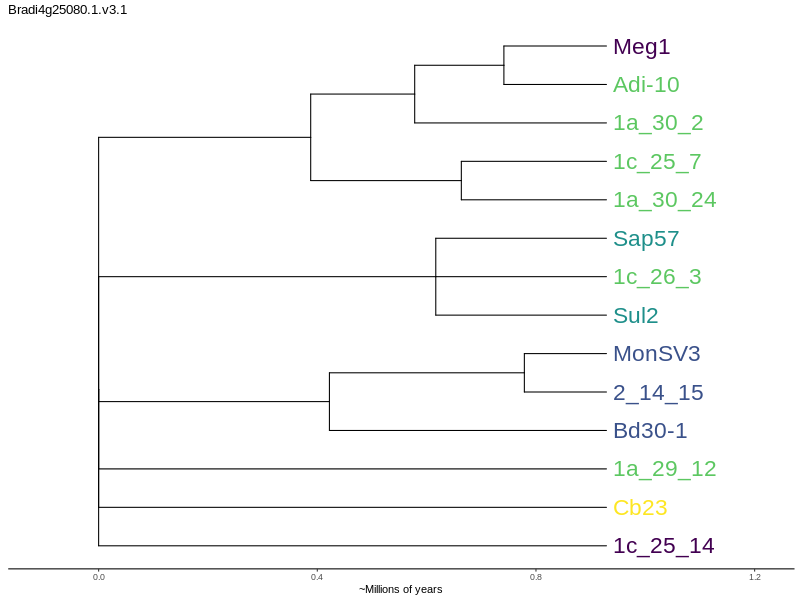 Bradi4g25080.1.v3.1
Meg1
Adi-10
1a_30_2
1c_25_7
1a_30_24
Sap57
1c_26_3
Sul2
MonSV3
2_14_15
Bd30-1
1a_29_12
Cb23
1c_25_14
0.0 0.4 0.8 1.2
~Millions of years